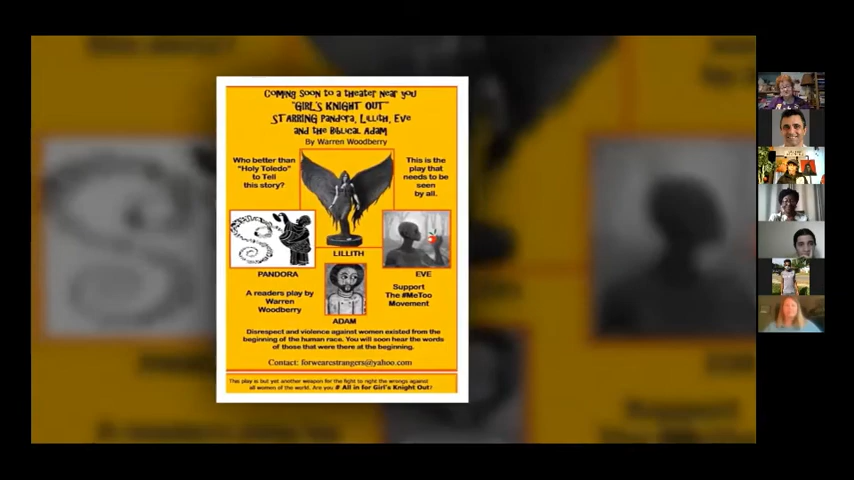 Coming soon to a theater near you
"GIRL'S KNIGHT OUT"
STARRING Pandora, Lillith, Eve
and the Biblical Adam
By Warren Woodberry
Who better than
"Holy Toledo"
to Tell
this story?
This is the
play that
needs to be
seen
by all.
LILLITH
PANDORA
EVE
A readers play by
Warren
Woodberry
Support
The #MeToo
Movement
ADAM
Disrespect and violence against women existed from the
beginning of the human race. You will soon hear the words
of those that were there at the beginning.
Contact: forwearestrangers@yahoo.com
This play is but yet another weapon for the fight to right the wrongs against
all women of the world. Are you # All in for Girl's Knight Out?